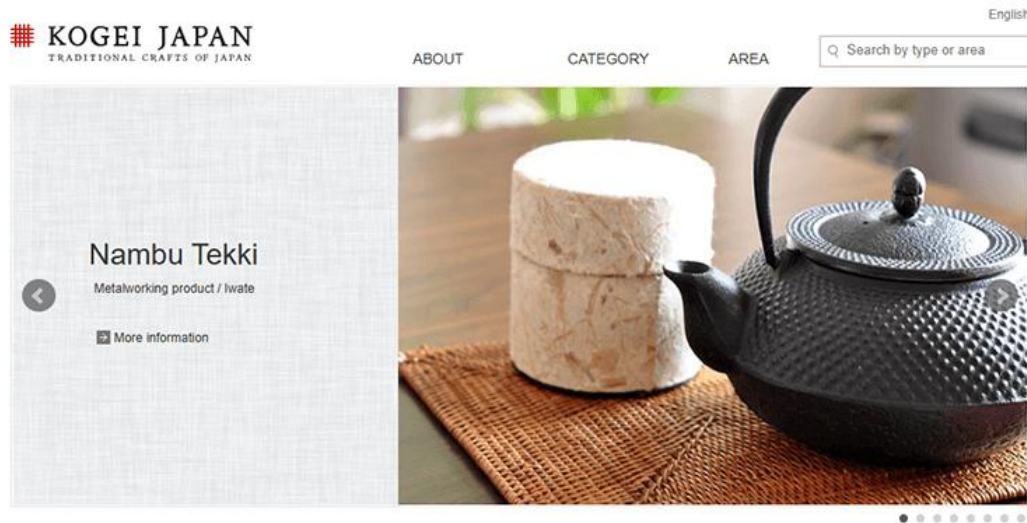 English
KOGEI JAPAN
TRADITIONAL CRAFTS OF JAPAN
ABOUT CATEGORY AREA
Search by type or area
Nambu Tekki
Metalworking product / Iwate
More information